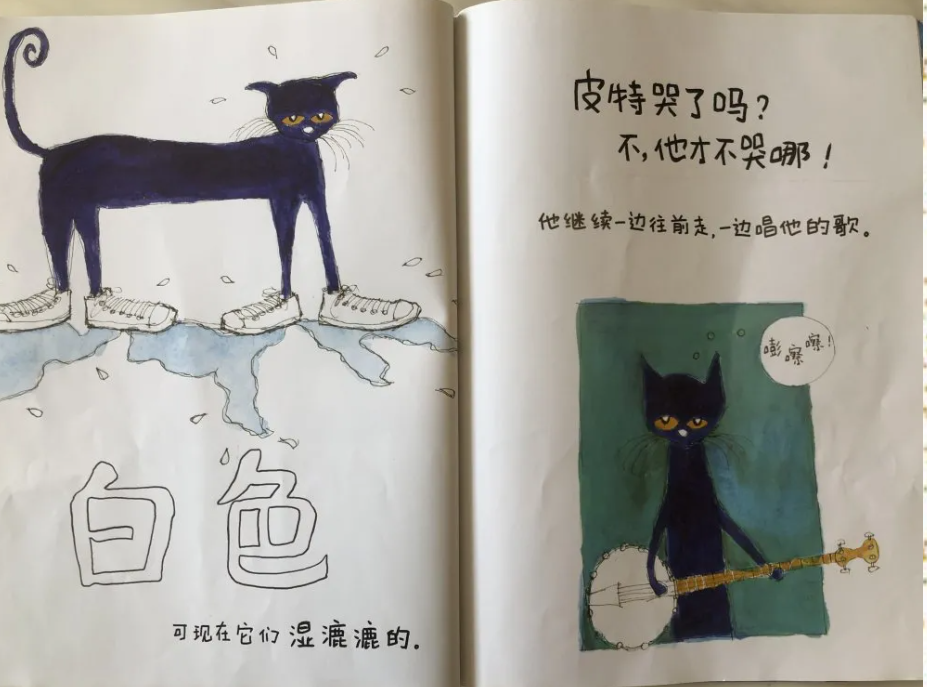 白色
可现在它们湿漉漉的。
皮特哭了吗？
不，他才不哭哪！
他继续一边往前走，一边唱他的歌。
嘭嚓嚓！